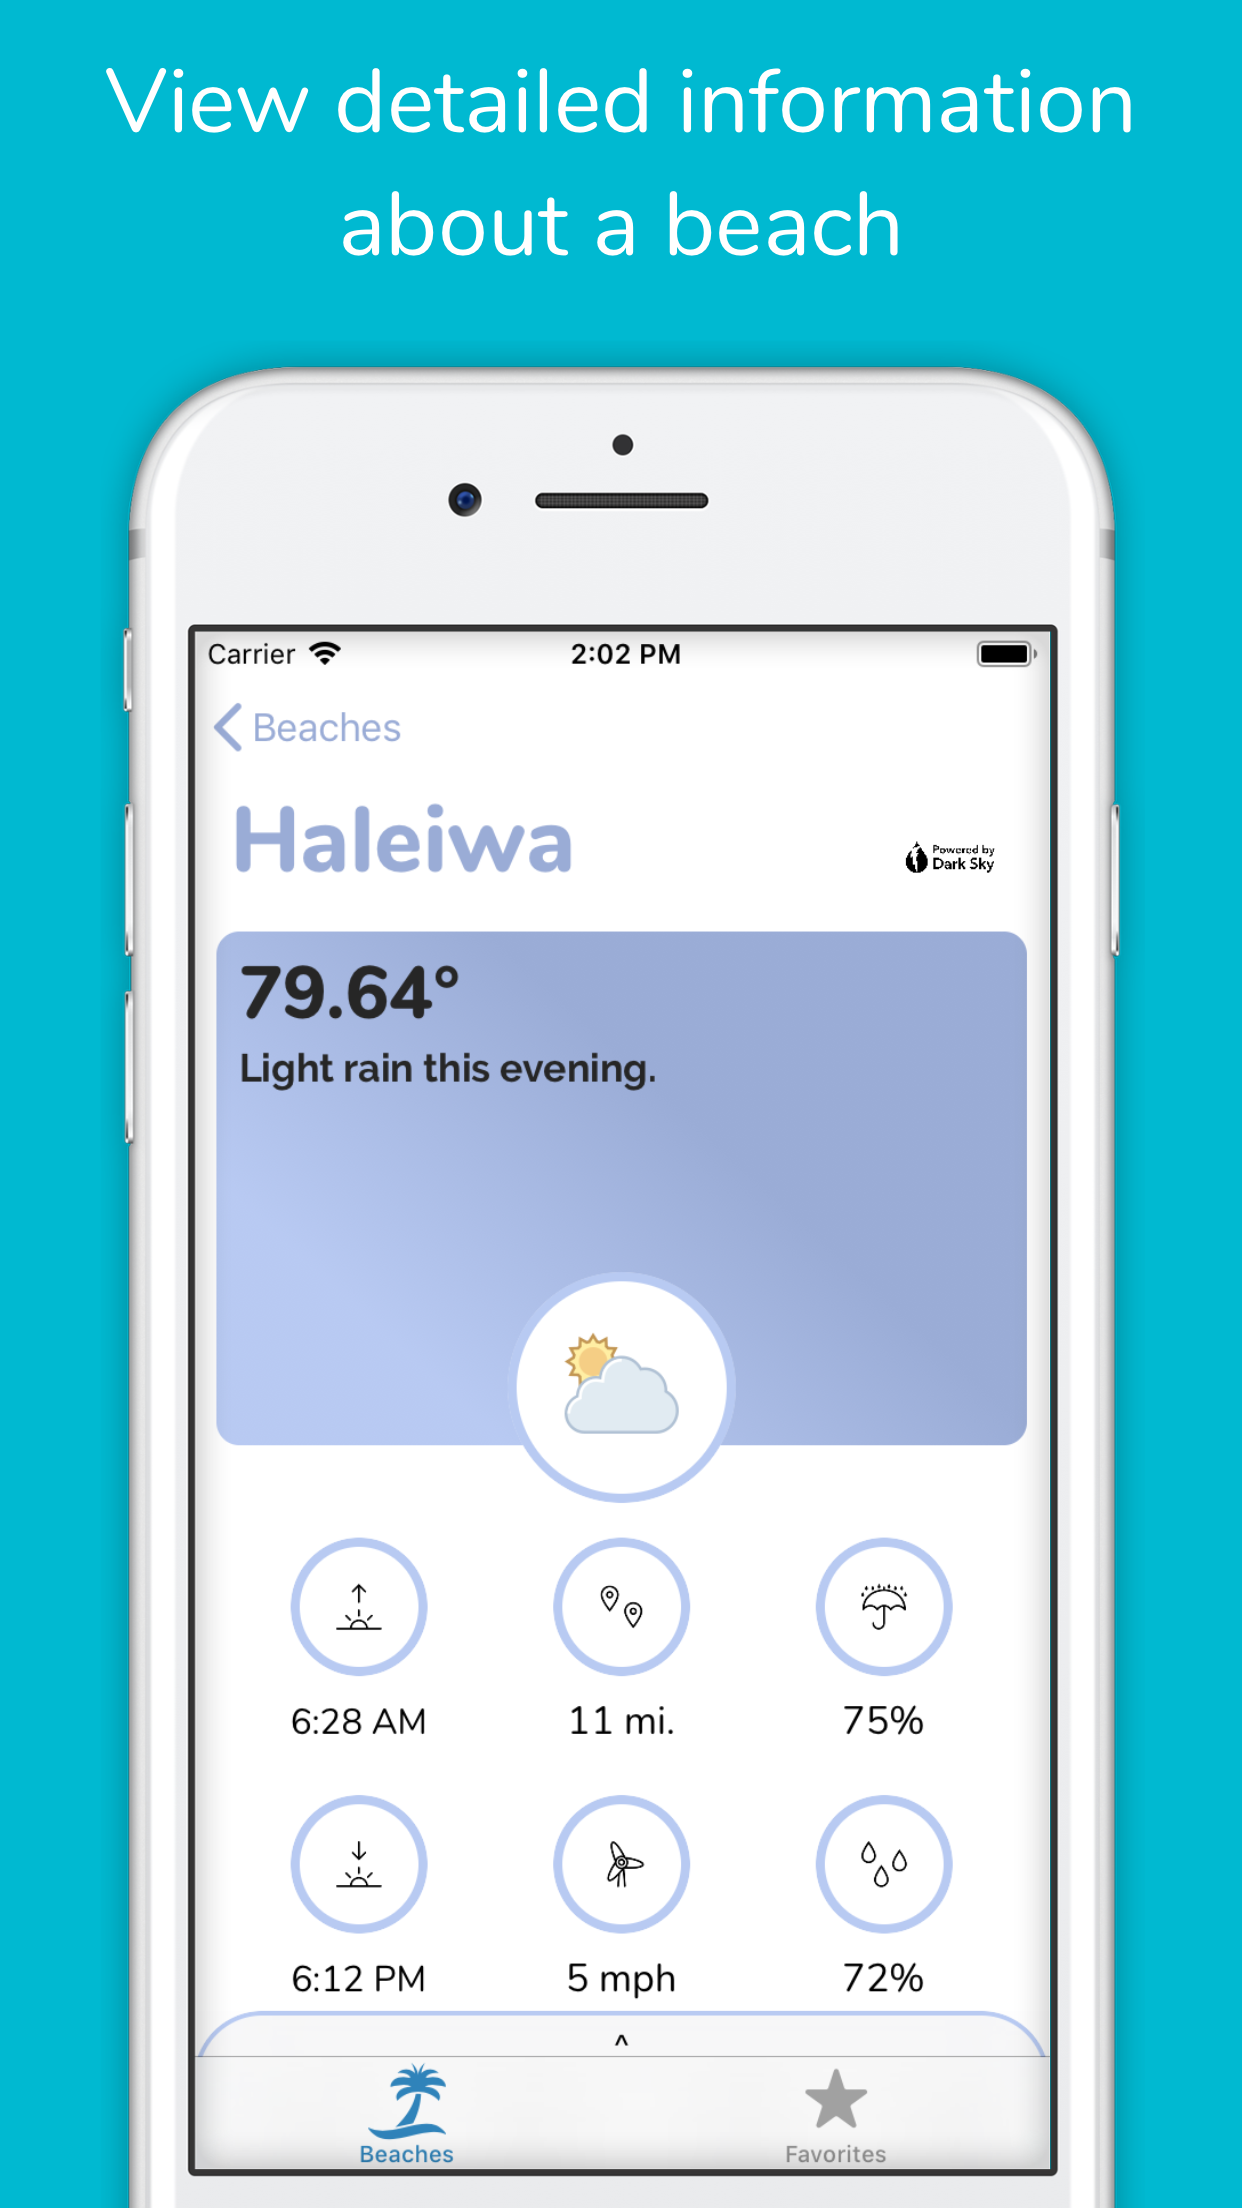 View detailed information
about a beach
Carrier 2:02 PM
Beaches
Haleiwa
Powered by
Dark Sky
79.64°
Light rain this evening.
6:28 AM 11 mi. 75%
6:12 PM 5 mph 72%
^
Beaches Favorites